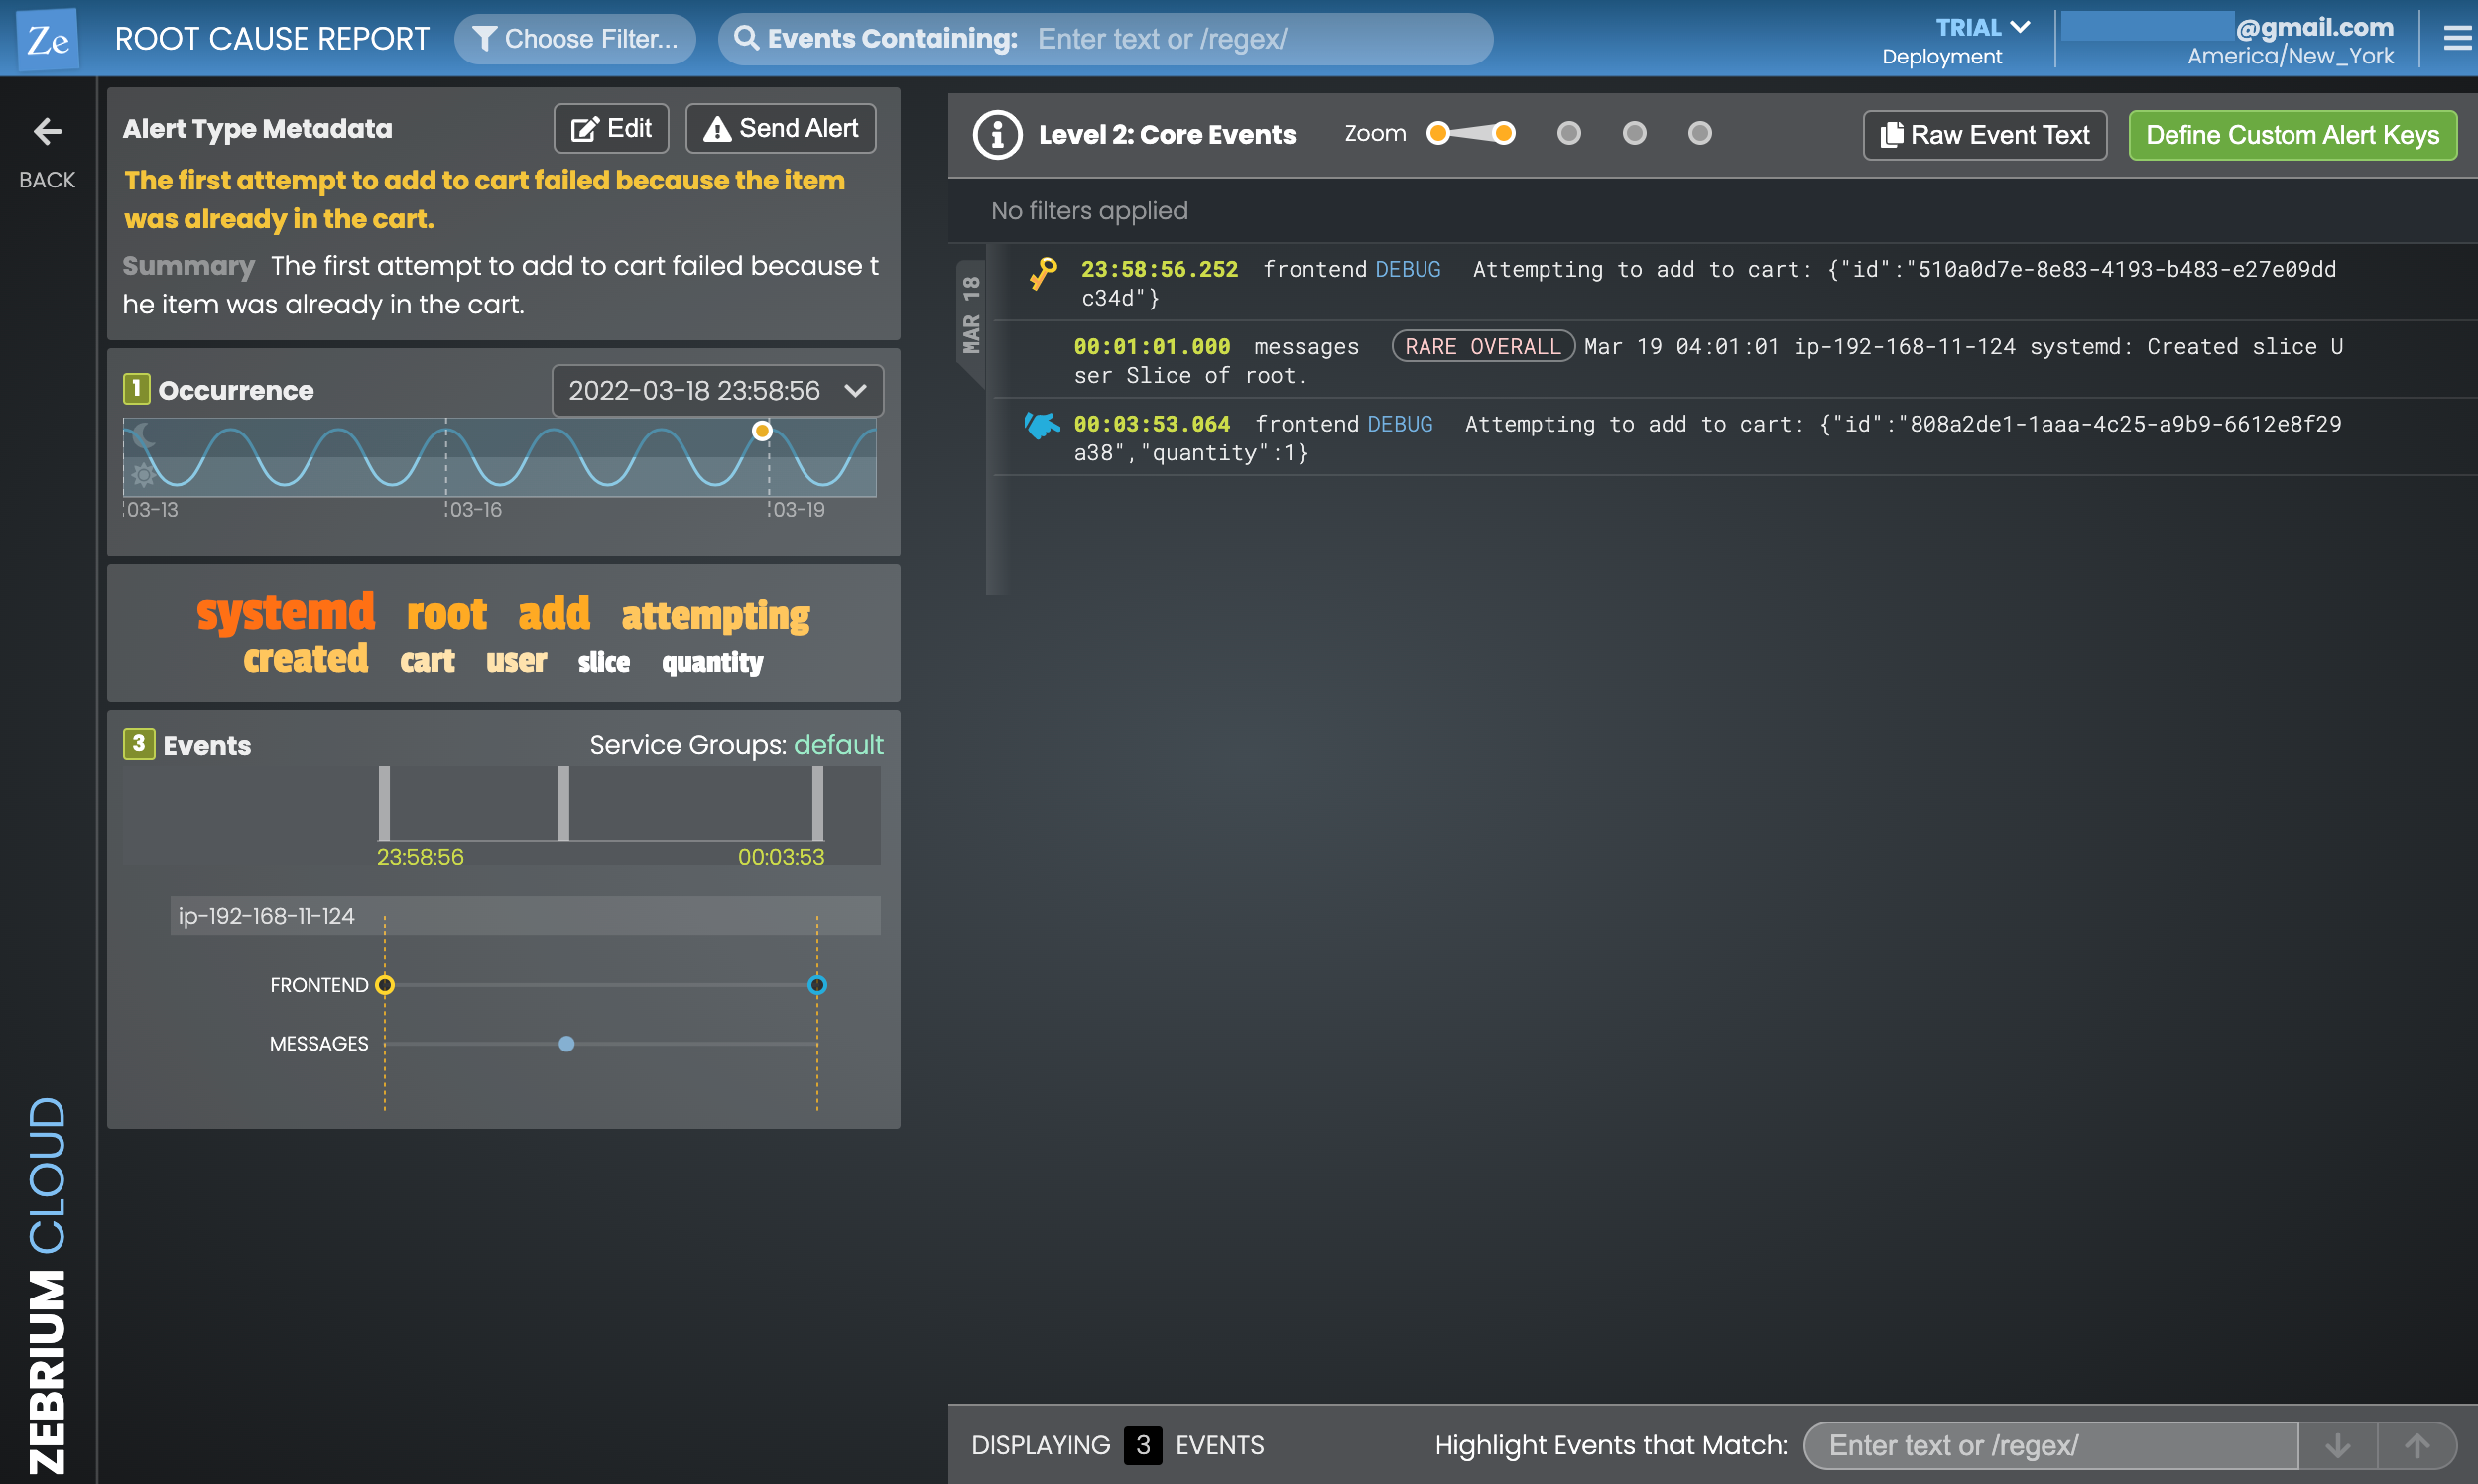 Ze ROOT CAUSE REPORT Choose Filter... Events Containing: Enter text or /regex/ TRIAL @gmail.com
Deployment America/New_York
BACK
Alert Type Metadata Edit Send Alert
The first attempt to add to cart failed because the item
was already in the cart.
Summary The first attempt to add to cart failed because t
he item was already in the cart.
1 Occurrence 2022-03-18 23:58:56
03-13 03-16 03-19
systemd root add attempting
created cart user slice quantity
3 Events Service Groups: default
23:58:56 00:03:53
ip-192-168-11-124
FRONTEND
MESSAGES
ZEBRIUM CLOUD
Level 2: Core Events Zoom Raw Event Text Define Custom Alert Keys
No filters applied
MAR 18
23:58:56.252 frontend DEBUG Attempting to add to cart: {"id":"510a0d7e-8e83-4193-b483-e27e09dd
c34d"}
00:01:01.000 messages RARE OVERALL Mar 19 04:01:01 ip-192-168-11-124 systemd: Created slice U
ser Slice of root.
00:03:53.064 frontend DEBUG Attempting to add to cart: {"id":"808a2de1-1aaa-4c25-a9b9-6612e8f29
a38","quantity":1}
DISPLAYING 3 EVENTS Highlight Events that Match: Enter text or /regex/